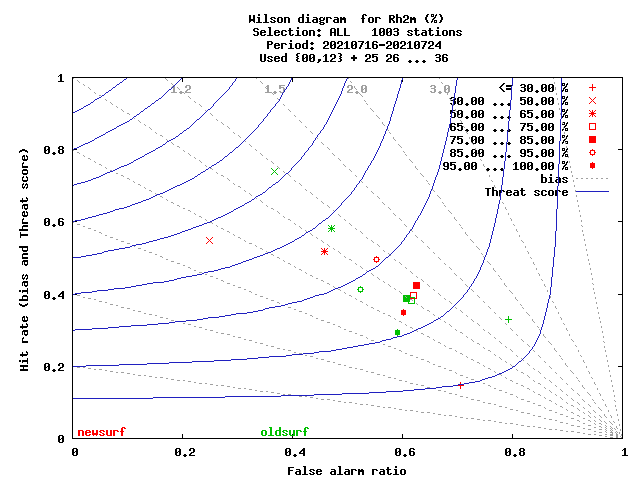 Wilson diagram  for Rh2m (%)
Selection: ALL   1003 stations
Period: 20210716-20210724
Used {00,12} + 25 26 ... 36
1.2 1.5 2.0 3.0
<= 30.00 %
30.00 ... 50.00 %
50.00 ... 65.00 %
65.00 ... 75.00 %
75.00 ... 85.00 %
85.00 ... 95.00 %
95.00 ... 100.00 %
bias
Threat score
Hit rate (bias and Threat score)
1
0.8
0.6
0.4
0.2
0
newsurf oldsurf
0 0.2 0.4 0.6 0.8 1
False alarm ratio